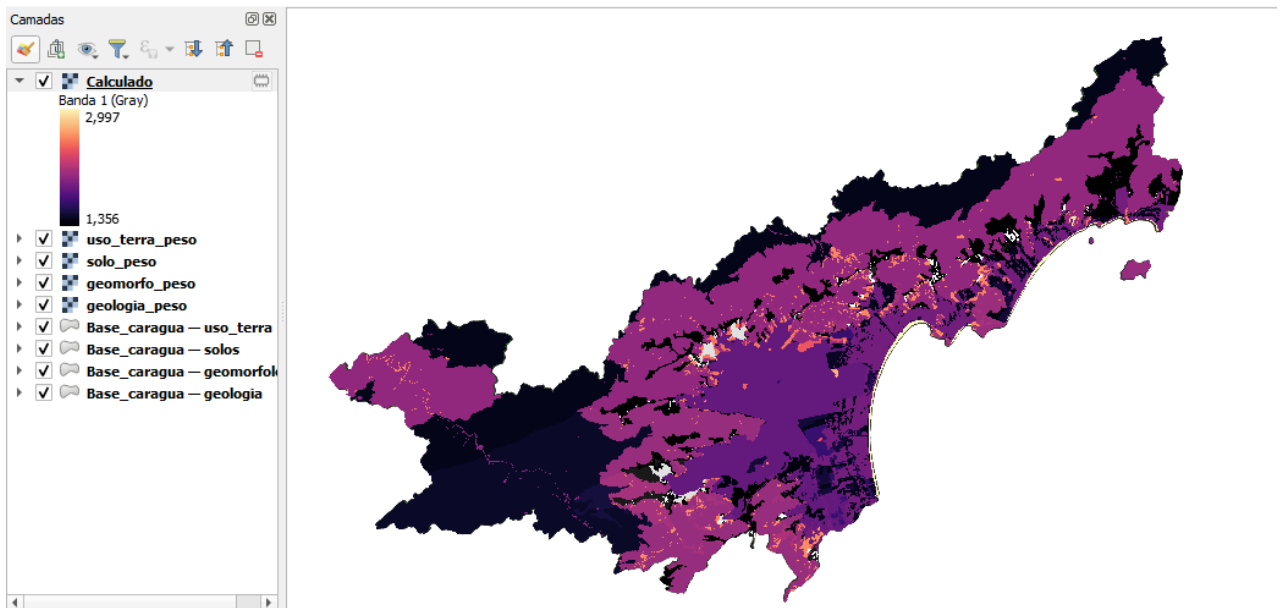 Camadas
Calculado
Banda 1 (Gray)
2,997
1,356
uso_terra_peso
solo_peso
geomorfo_peso
geologia_peso
Base_caragua — uso_terra
Base_caragua — solos
Base_caragua — geomorfol
Base_caragua — geologia